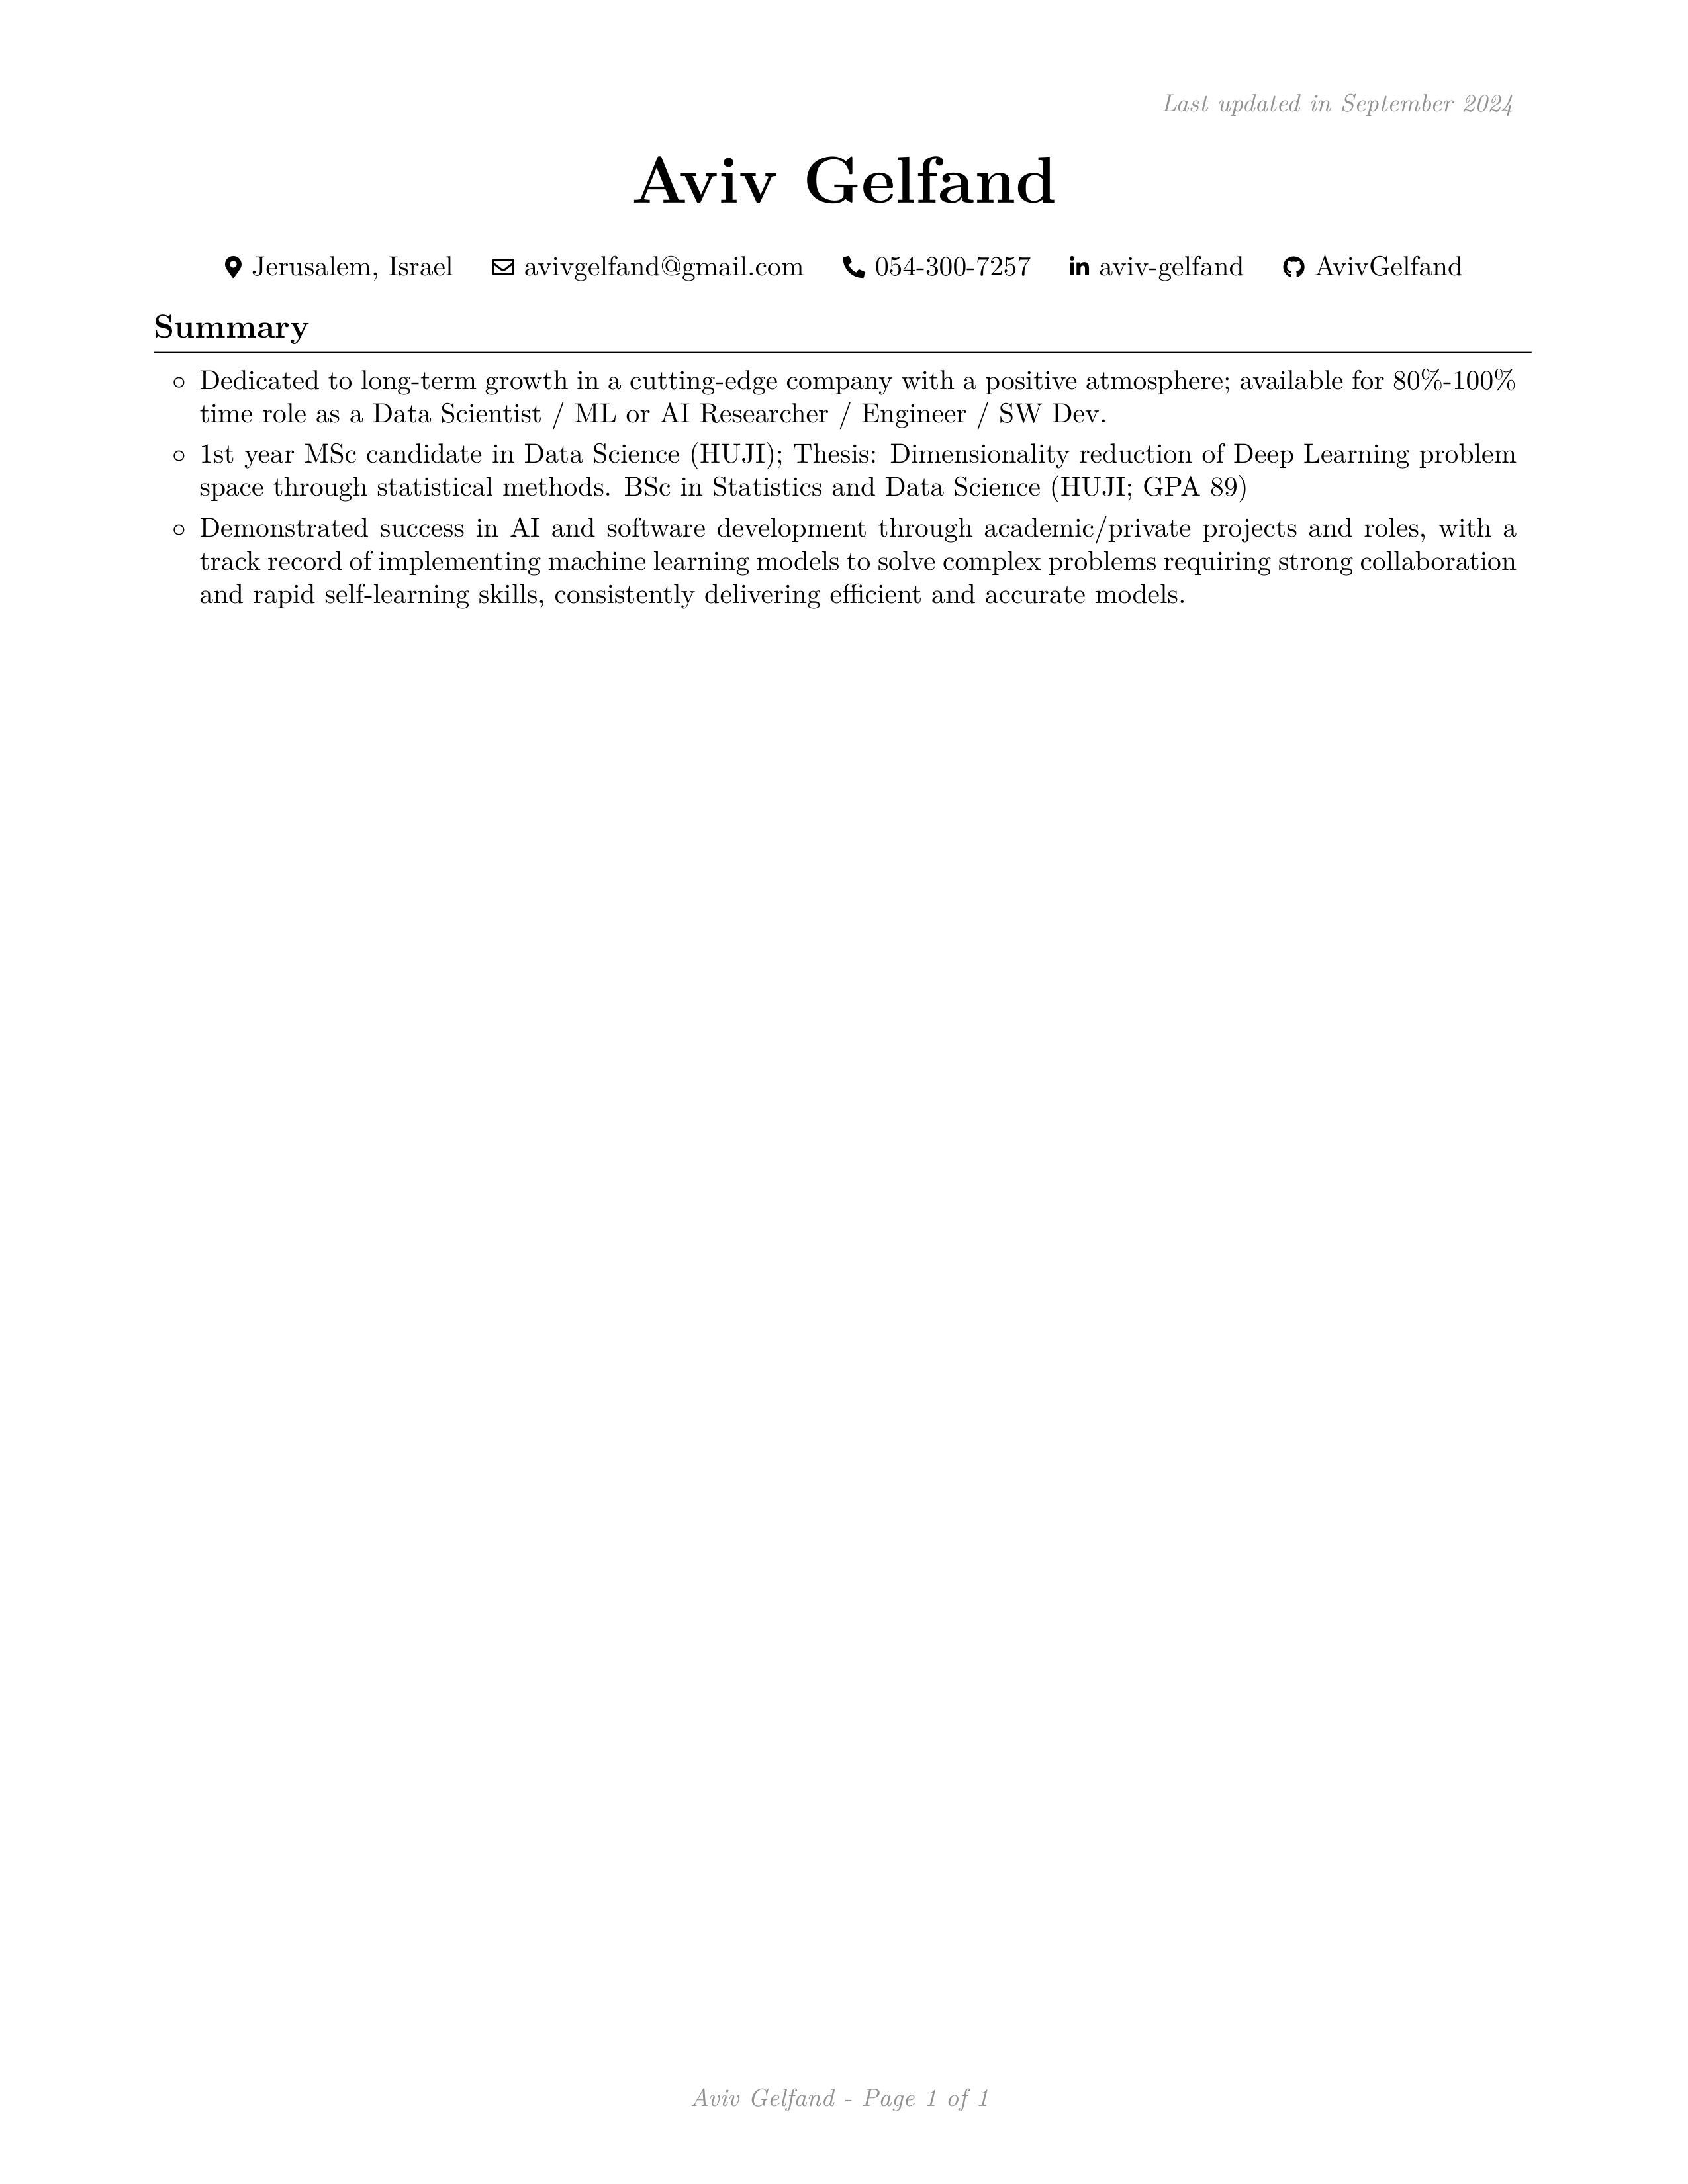 Last updated in September 2024
Aviv Gelfand
Jerusalem, Israel avivgelfand@gmail.com 054-300-7257 aviv-gelfand AvivGelfand
Summary
◦ Dedicated to long-term growth in a cutting-edge company with a positive atmosphere; available for 80%-100%
time role as a Data Scientist / ML or AI Researcher / Engineer / SW Dev.
◦ 1st year MSc candidate in Data Science (HUJI); Thesis: Dimensionality reduction of Deep Learning problem
space through statistical methods. BSc in Statistics and Data Science (HUJI; GPA 89)
◦ Demonstrated success in AI and software development through academic/private projects and roles, with a
track record of implementing machine learning models to solve complex problems requiring strong collaboration
and rapid self-learning skills, consistently delivering efficient and accurate models.
Aviv Gelfand - Page 1 of 1